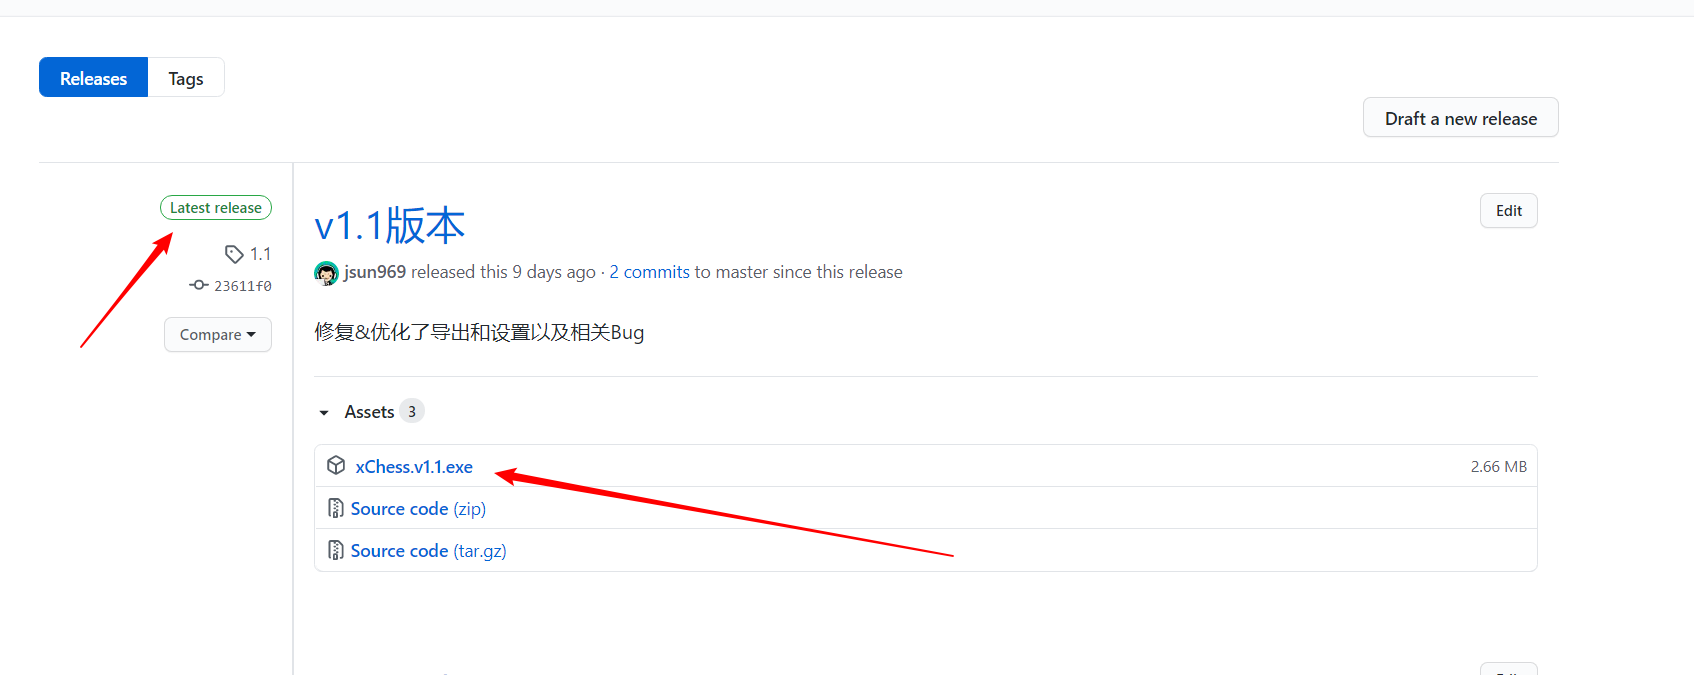 Releases Tags
Draft a new release
Latest release
1.1
23611f0
Compare
v1.1版本
Edit
jsun969 released this 9 days ago · 2 commits to master since this release
修复&优化了导出和设置以及相关Bug
Assets 3
xChess.v1.1.exe 2.66 MB
Source code (zip)
Source code (tar.gz)